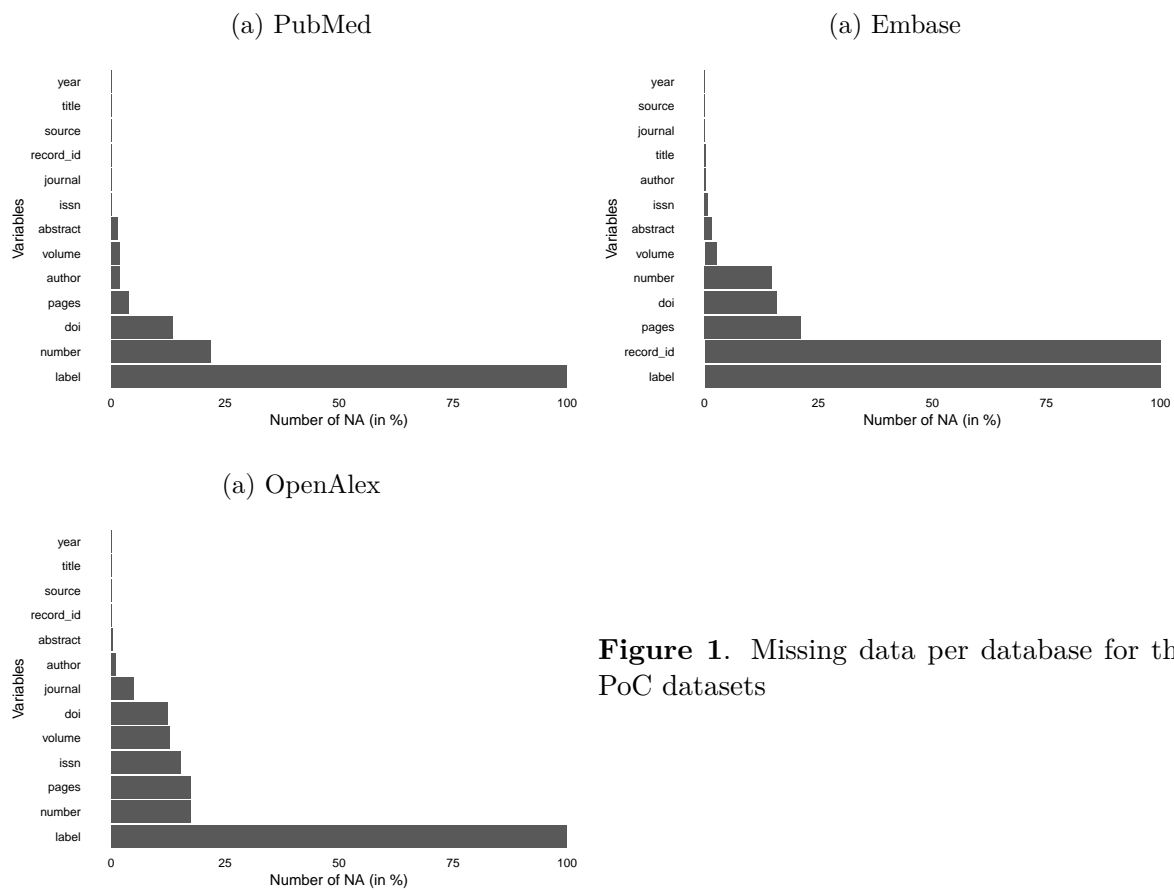 (a) PubMed
Variables
year
title
source
record_id
journal
issn
abstract
volume
author
pages
doi
number
label
0 25 50 75 100
Number of NA (in %)
(a) Embase
Variables
year
source
journal
title
author
issn
abstract
volume
number
doi
pages
record_id
label
0 25 50 75 100
Number of NA (in %)
(a) OpenAlex
Variables
year
title
source
record_id
abstract
author
journal
doi
volume
issn
pages
number
label
0 25 50 75 100
Number of NA (in %)
Figure 1. Missing data per database for th
PoC datasets